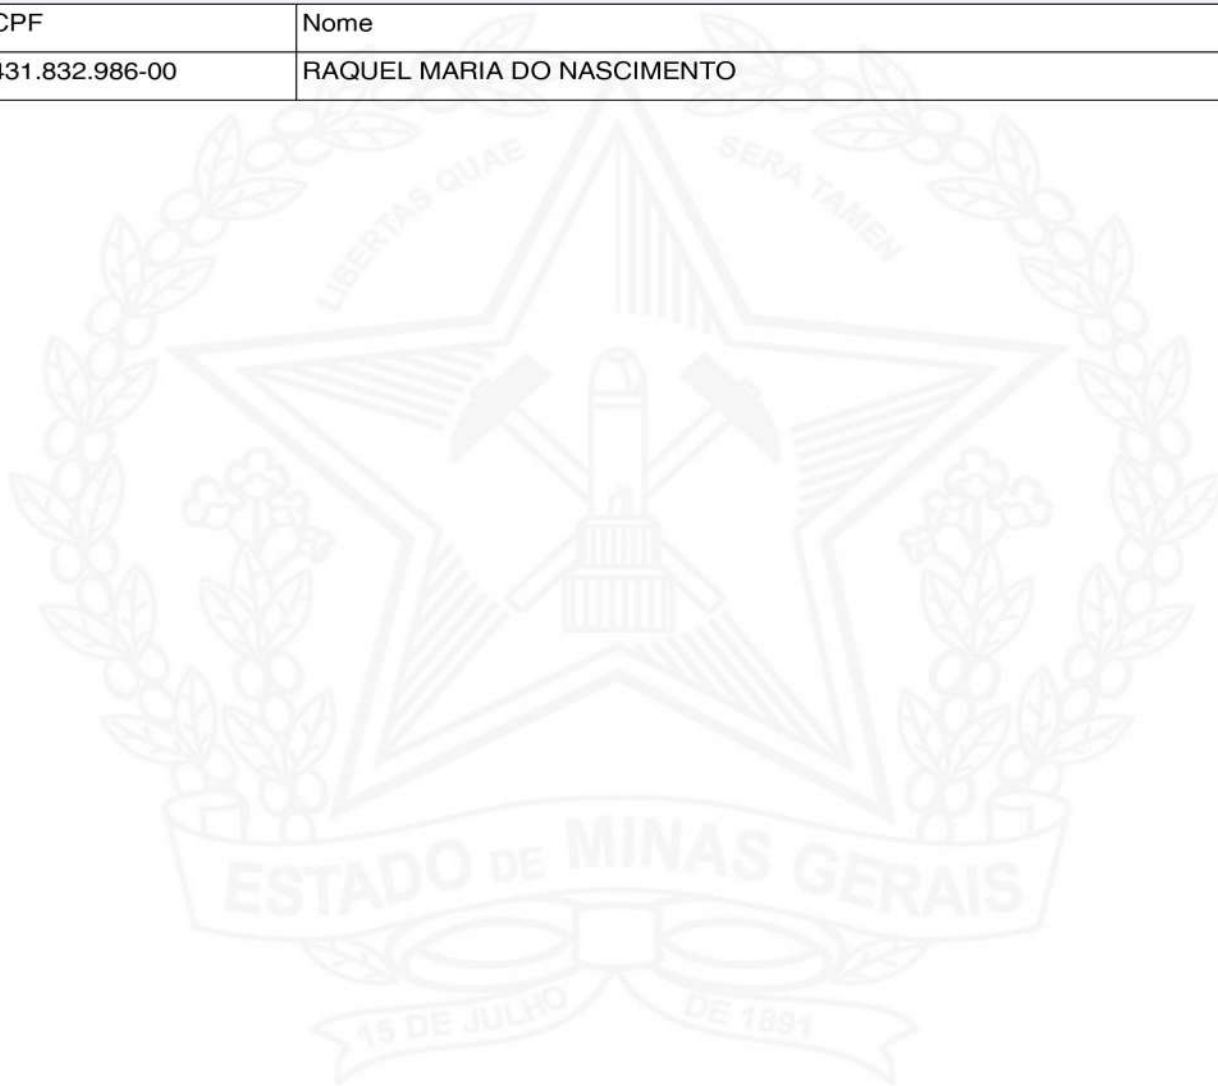 CPF Nome
431.832.986-00 RAQUEL MARIA DO NASCIMENTO
LIBERTAS QUAE SERA TAMEN
ESTADO DE MINAS GERAIS
15 DE JULHO DE 1891